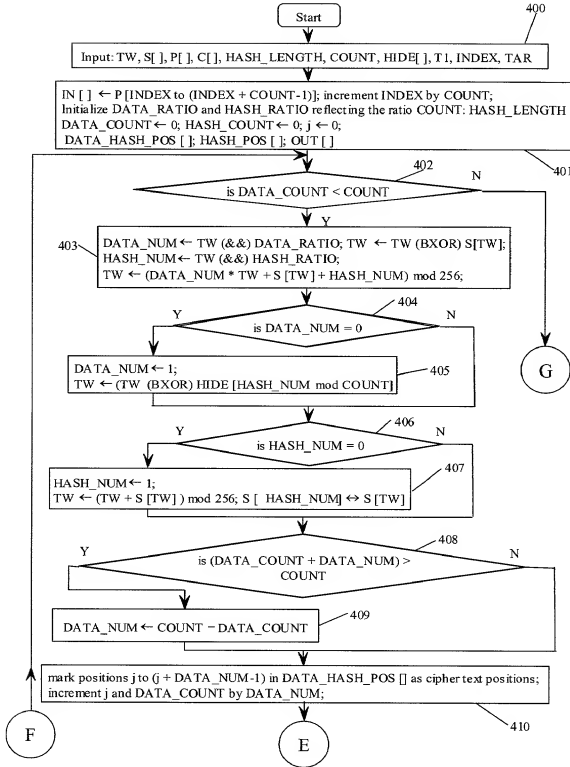 Start
400
Input: TW, S[ ], P[ ], C[ ], HASH_LENGTH, COUNT, HIDE[ ], T1, INDEX, TAR
IN [ ] ← P [INDEX to (INDEX + COUNT-1)]; increment INDEX by COUNT;
Initialize DATA_RATIO and HASH_RATIO reflecting the ratio COUNT: HASH_LENGTH
DATA_COUNT← 0; HASH_COUNT← 0; j ← 0;
DATA_HASH_POS [ ]; HASH_POS [ ]; OUT [ ]
401
402
is DATA_COUNT < COUNT
N
Y
403
DATA_NUM← TW (&&) DATA_RATIO; TW ← TW (BXOR) S[TW];
HASH_NUM← TW (&&) HASH_RATIO;
TW ← (DATA_NUM * TW + S [TW] + HASH_NUM) mod 256;
404
Y
is DATA_NUM = 0
N
DATA_NUM← 1;
TW ← (TW (BXOR) HIDE [HASH_NUM mod COUNT]
405
G
406
Y
is HASH_NUM = 0
N
407
HASH_NUM← 1;
TW ← (TW + S [TW] ) mod 256; S [ HASH_NUM] ↔ S [TW]
408
Y
is (DATA_COUNT + DATA_NUM) >
COUNT
N
DATA_NUM ← COUNT – DATA_COUNT
409
mark positions j to (j + DATA_NUM-1) in DATA_HASH_POS [] as cipher text positions;
increment j and DATA_COUNT by DATA_NUM;
410
F
E